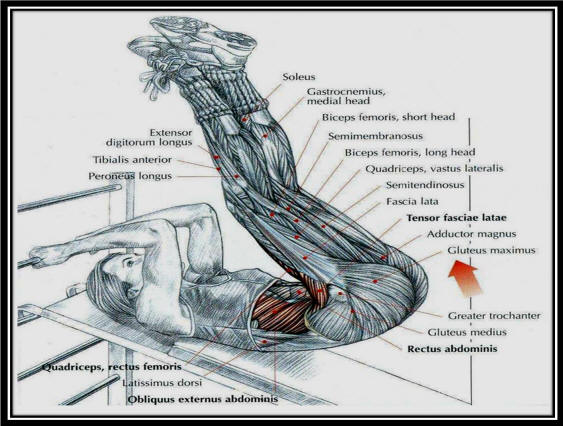 Soleus
Gastrocnemius,
medial head
Biceps femoris, short head
Extensor
digitorum longus
Semimembranosus
Tibialis anterior
Biceps femoris, long head
Peroneus longus
Quadriceps, vastus lateralis
Semitendinosus
Fascia lata
Tensor fasciae latae
Adductor magnus
Gluteus maximus
Greater trochanter
Gluteus medius
Rectus abdominis
Quadriceps, rectus femoris
Latissimus dorsi
Obliquus externus abdominis